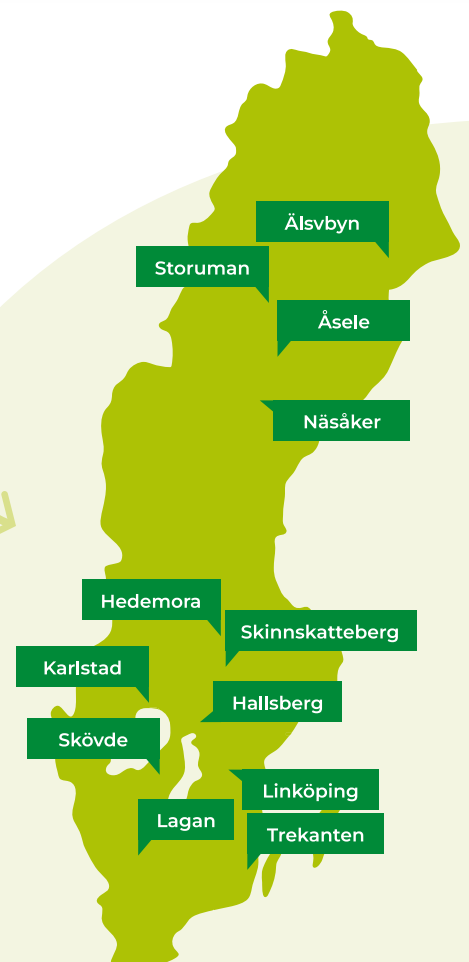 Älsvbyn
Storuman
Åsele
Näsåker
Hedemora
Skinnskatteberg
Karlstad
Hallsberg
Skövde
Linköping
Lagan
Trekanten